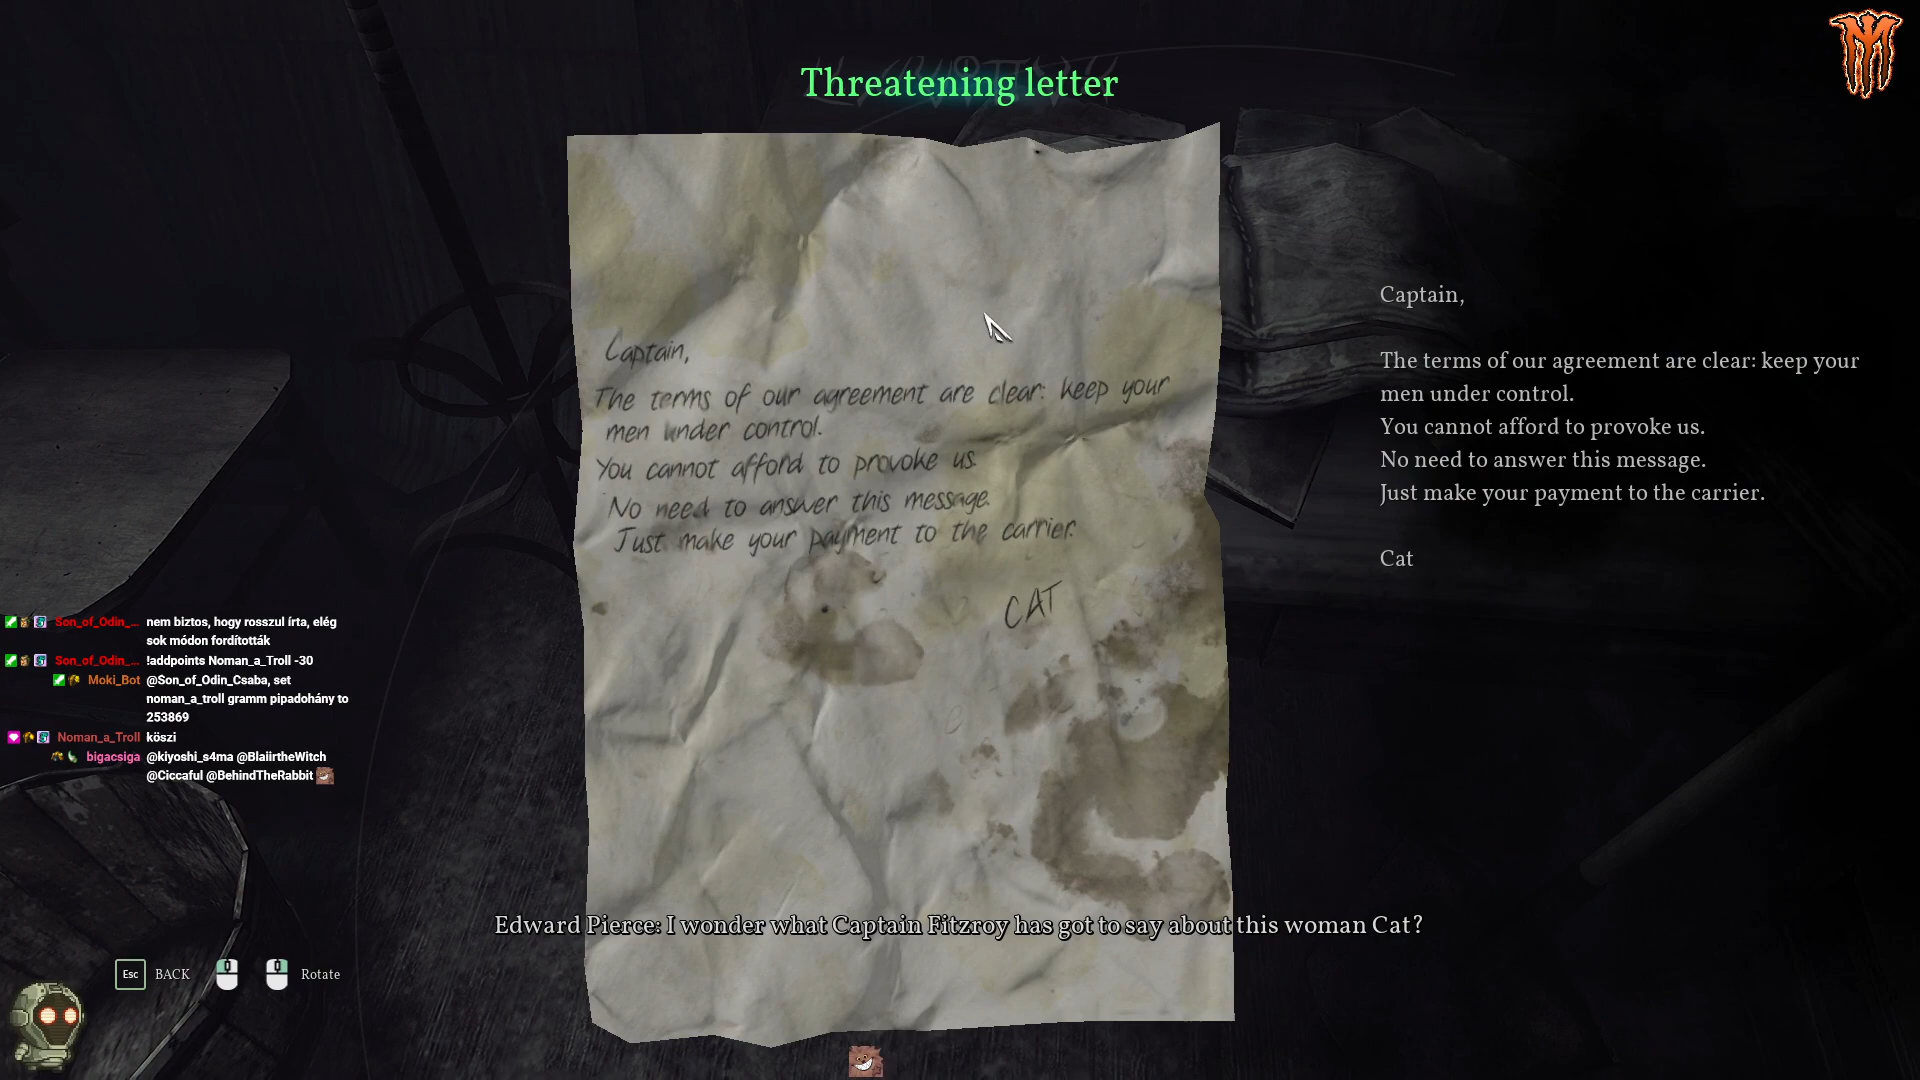 Threatening letter
Captain,
The terms of our agreement are clear: keep your
men under control.
You cannot afford to provoke us.
No need to answer this message.
Just make your payment to the carrier.
CAT
Captain,
The terms of our agreement are clear: keep your
men under control.
You cannot afford to provoke us.
No need to answer this message.
Just make your payment to the carrier.
Cat
Son_of_Odin_... nem biztos, hogy rosszul írta, elég
sok módon fordították
Son_of_Odin_... !addpoints Noman_a_Troll -30
Moki_Bot @Son_of_Odin_Csaba, set
noman_a_troll gramm pipadohány to
253869
Noman_a_Troll köszi
bigacsiga @kiyoshi_s4ma @BlaiirtheWitch
@Ciccaful @BehindTheRabbit
Edward Pierce: I wonder what Captain Fitzroy has got to say about this woman Cat?
Esc BACK Rotate